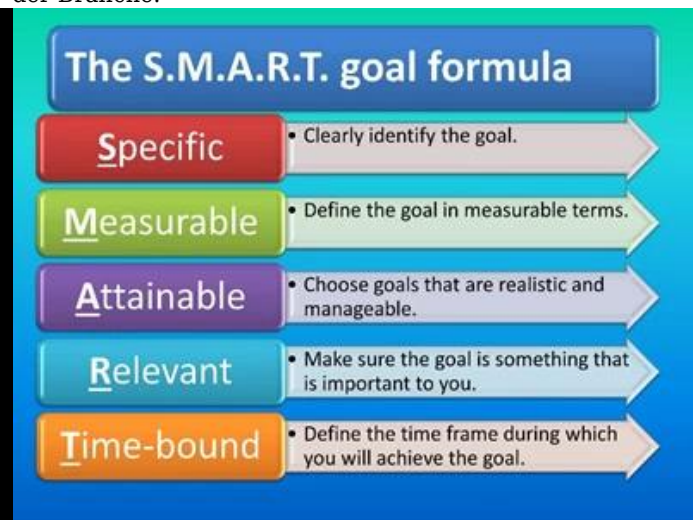 The S.M.A.R.T. goal formula
Specific
• Clearly identify the goal.
Measurable
• Define the goal in measurable terms.
Attainable
• Choose goals that are realistic and
manageable.
Relevant
• Make sure the goal is something that
is important to you.
Time-bound
• Define the time frame during which
you will achieve the goal.